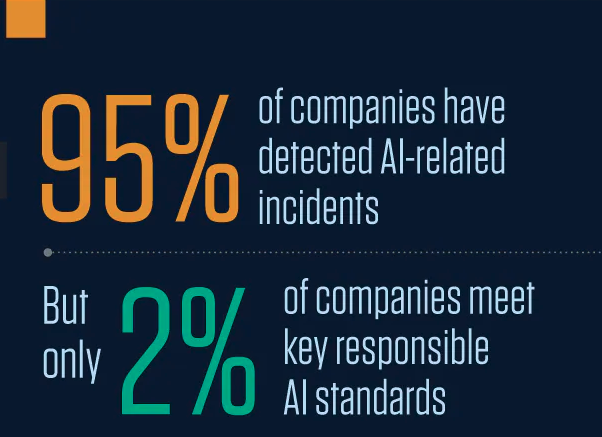 95% of companies have
detected AI-related
incidents
But only 2% of companies meet
key responsible
AI standards